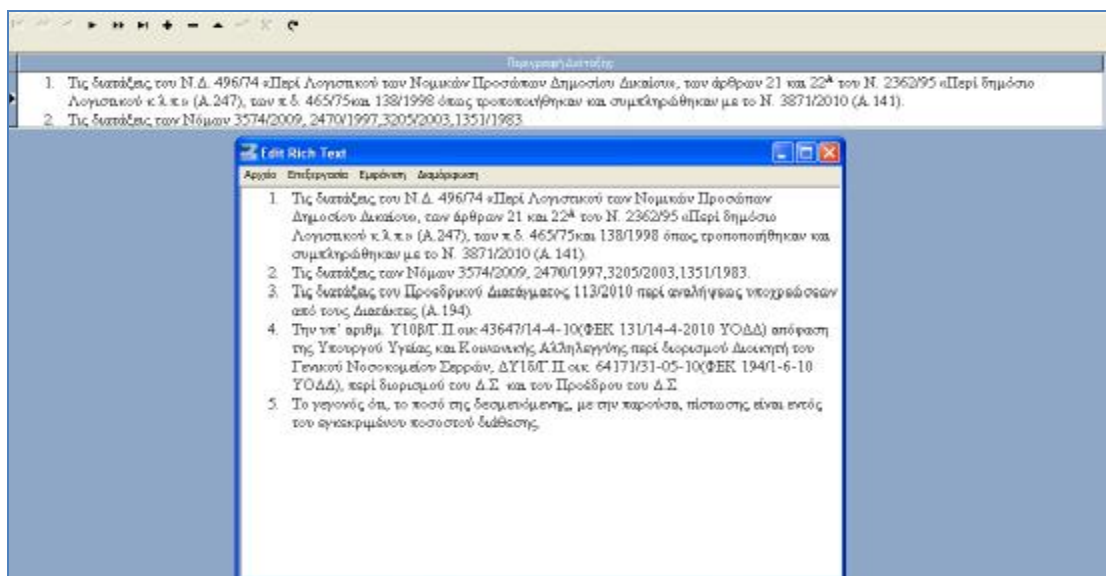 Περιγραφή Διάταξης
1. Τις διατάξεις του Ν.Δ. 496/74 «Περί Λογιστικού των Νομικών Προσώπων Δημοσίου Δικαίου», των άρθρων 21 και 22Α του Ν. 2362/95 «Περί δημόσιο
Λογιστικού κ.λ.π.» (Α.247), των π.δ. 465/75και 138/1998 όπως τροποποιήθηκαν και συμπληρώθηκαν με το Ν. 3871/2010 (Α.141).
2. Τις διατάξεις των Νόμων 3574/2009, 2470/1997,3205/2003,1351/1983.
Edit Rich Text
Αρχείο Επεξεργασία Εμφάνιση Διαμόρφωση
1. Τις διατάξεις του Ν.Δ. 496/74 «Περί Λογιστικού των Νομικών Προσώπων
Δημοσίου Δικαίου», των άρθρων 21 και 22Α του Ν. 2362/95 «Περί δημόσιο
Λογιστικού κ.λ.π.» (Α.247), των π.δ. 465/75και 138/1998 όπως τροποποιήθηκαν και
συμπληρώθηκαν με το Ν. 3871/2010 (Α.141).
2. Τις διατάξεις των Νόμων 3574/2009, 2470/1997,3205/2003,1351/1983.
3. Τις διατάξεις του Προεδρικού Διατάγματος 113/2010 περί αναλήψεως υποχρεώσεων
από τους Διατάκτες (Α.194).
4. Την υπ' αριθμ. Υ10β/Γ.Π.οικ 43647/14-4-10(ΦΕΚ 131/14-4-2010 ΥΟΔΔ) απόφαση
της Υπουργού Υγείας και Κοινωνικής Αλληλεγγύης περί διορισμού Διοικητή του
Γενικού Νοσοκομείου Σερρών, ΔΥ1δ/Γ.Π.οικ. 64171/31-05-10(ΦΕΚ 194/1-6-10
ΥΟΔΔ), περί διορισμού του Δ.Σ. και του Προέδρου του Δ.Σ.
5. Το γεγονός ότι, το ποσό της δεσμευόμενης, με την παρούσα, πίστωσης είναι εντός
του εγκεκριμένου ποσοστού διάθεσης.